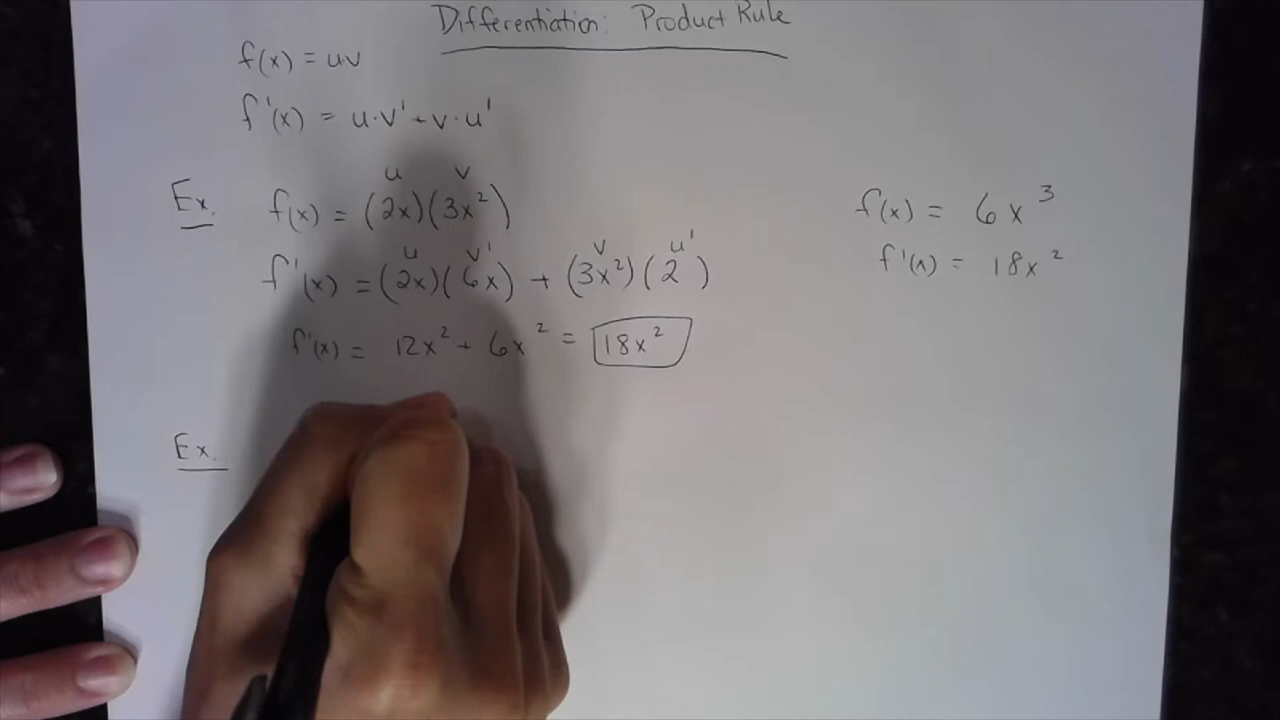 Differentiation: Product Rule
f(x) = uv
f'(x) = u·v' + v·u'
u v
Ex. f(x) = (2x)(3x²)
u v' v u'
f'(x) = (2x)(6x) + (3x²)(2)
f'(x) = 12x² + 6x² = 18x²
f(x) = 6x³
f'(x) = 18x²
Ex.